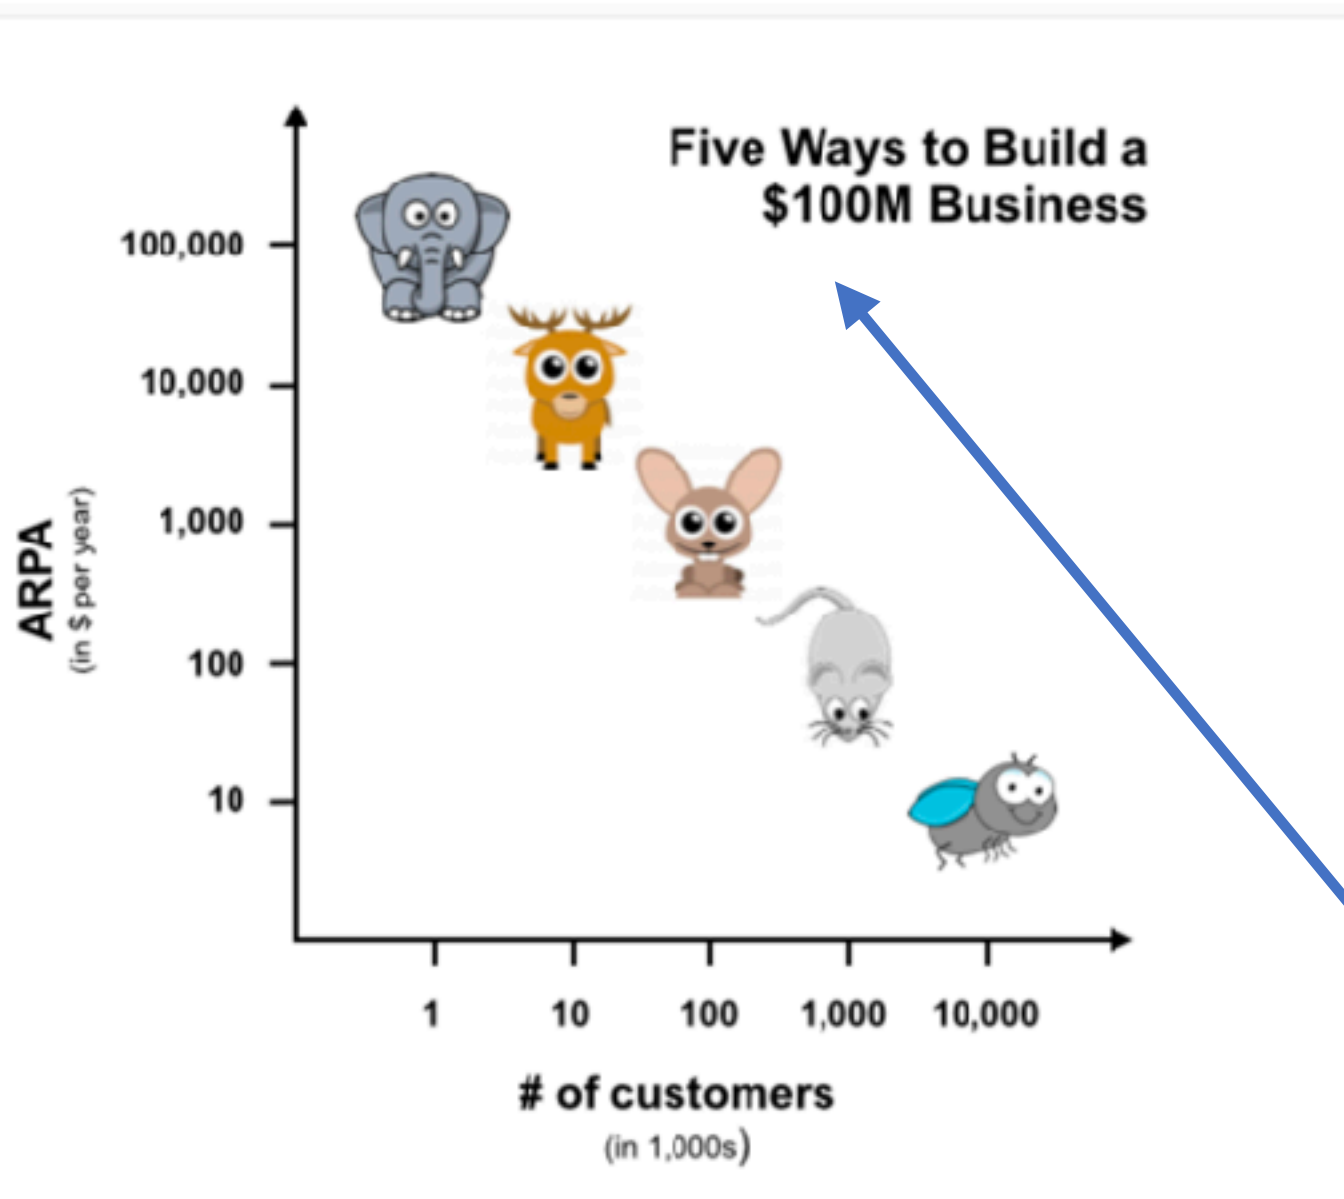 Five Ways to Build a
$100M Business
100,000
10,000
1,000
100
10
ARPA
(in $ per year)
1 10 100 1,000 10,000
# of customers
(in 1,000s)